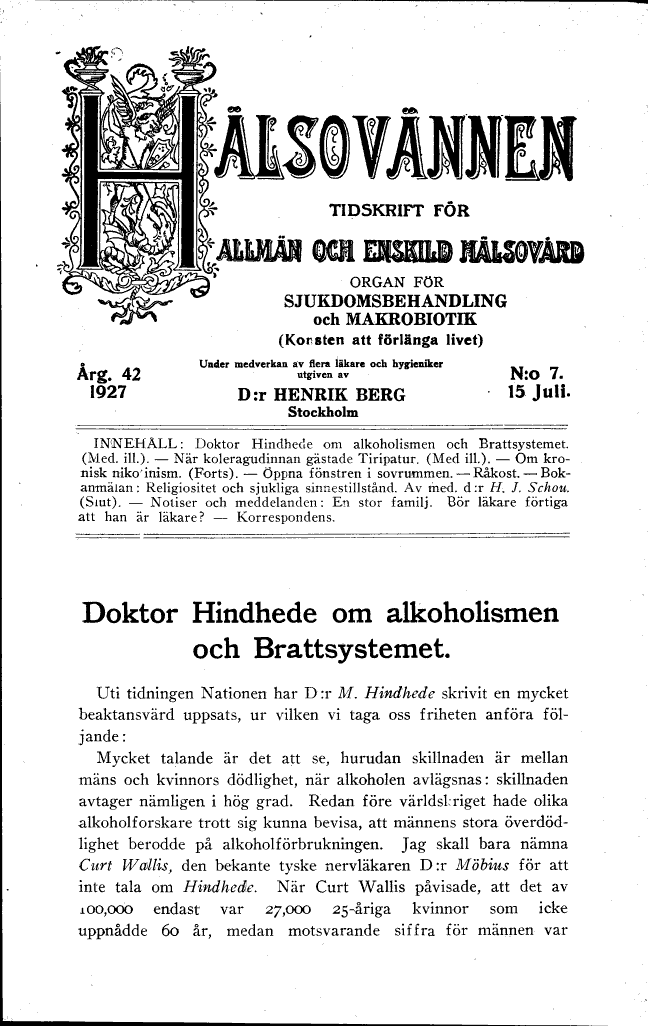 HÄLSOVÄNNEN
TIDSKRIFT FÖR
ALLMÄN OCH ENSKILD HÄLSOVÅRD
ORGAN FÖR
SJUKDOMSBEHANDLING
och MAKROBIOTIK
(Konsten att förlänga livet)
Årg. 42
1927
Under medverkan av flera läkare och hygieniker
utgiven av
D:r HENRIK BERG
Stockholm
N:o 7.
15 Juli.
INNEHÅLL: Doktor Hindhede om alkoholismen och Brattsystemet.
(Med. ill.). — När koleragudinnan gästade Tiripatur. (Med ill.). — Om kro-
nisk nikotinism. (Forts). — Öppna fönstren i sovrummen. — Råkost. — Bok-
anmälan: Religiositet och sjukliga sinnestillstånd. Av med. d:r H. J. Schou.
(Slut). — Notiser och meddelanden: En stor familj. Bör läkare förtiga
att han är läkare? — Korrespondens.
Doktor Hindhede om alkoholismen
och Brattsystemet.
Uti tidningen Nationen har D:r M. Hindhede skrivit en mycket
beaktansvärd uppsats, ur vilken vi taga oss friheten anföra föl-
jande:
Mycket talande är det att se, hurudan skillnaden är mellan
mäns och kvinnors dödlighet, när alkoholen avlägsnas: skillnaden
avtager nämligen i hög grad. Redan före världskriget hade olika
alkoholforskare trott sig kunna bevisa, att männens stora överdöd-
lighet berodde på alkoholförbrukningen. Jag skall bara nämna
Curt Wallis, den bekante tyske nervläkaren D:r Möbius för att
inte tala om Hindhede. När Curt Wallis påvisade, att det av
100,000 endast var 27,000 25-åriga kvinnor som icke
uppnådde 60 år, medan motsvarande siffra för männen var